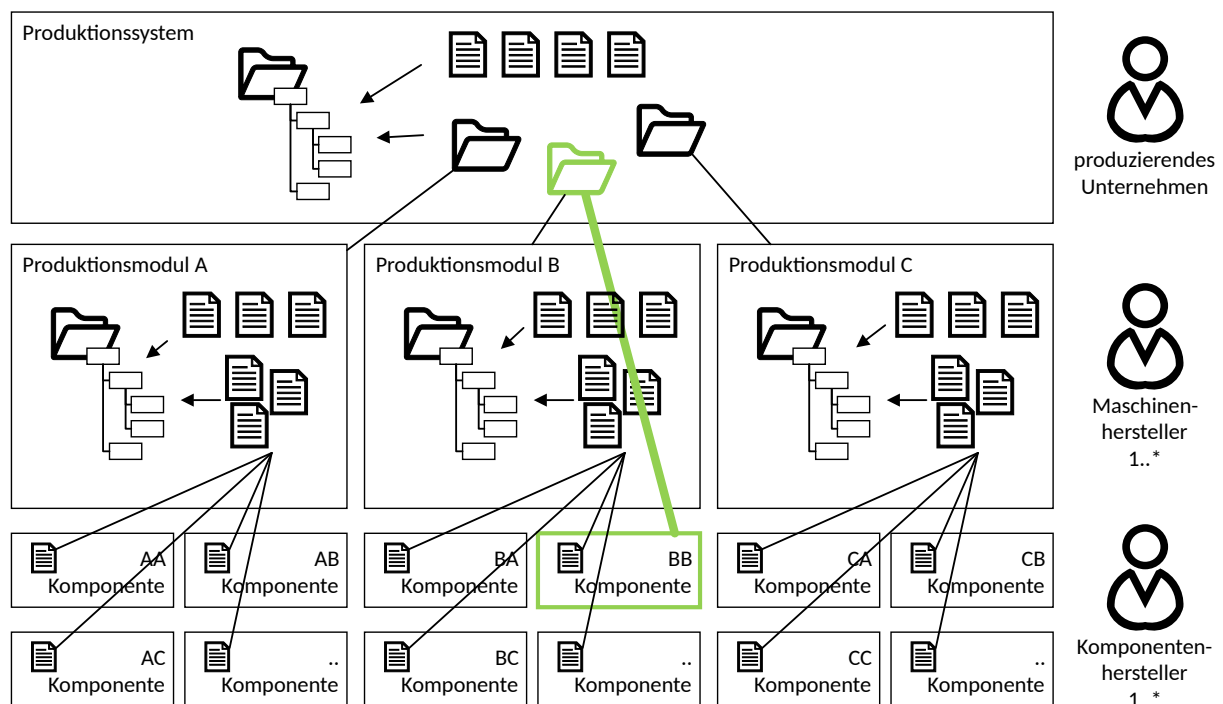 Produktionssystem
produzierendes
Unternehmen
Produktionsmodul A
Produktionsmodul B
Produktionsmodul C
Maschinen-
hersteller
1..*
AA
Komponente
AB
Komponente
BA
Komponente
BB
Komponente
CA
Komponente
CB
Komponente
AC
Komponente
..
Komponente
BC
Komponente
..
Komponente
CC
Komponente
..
Komponente
Komponenten-
hersteller
1..*